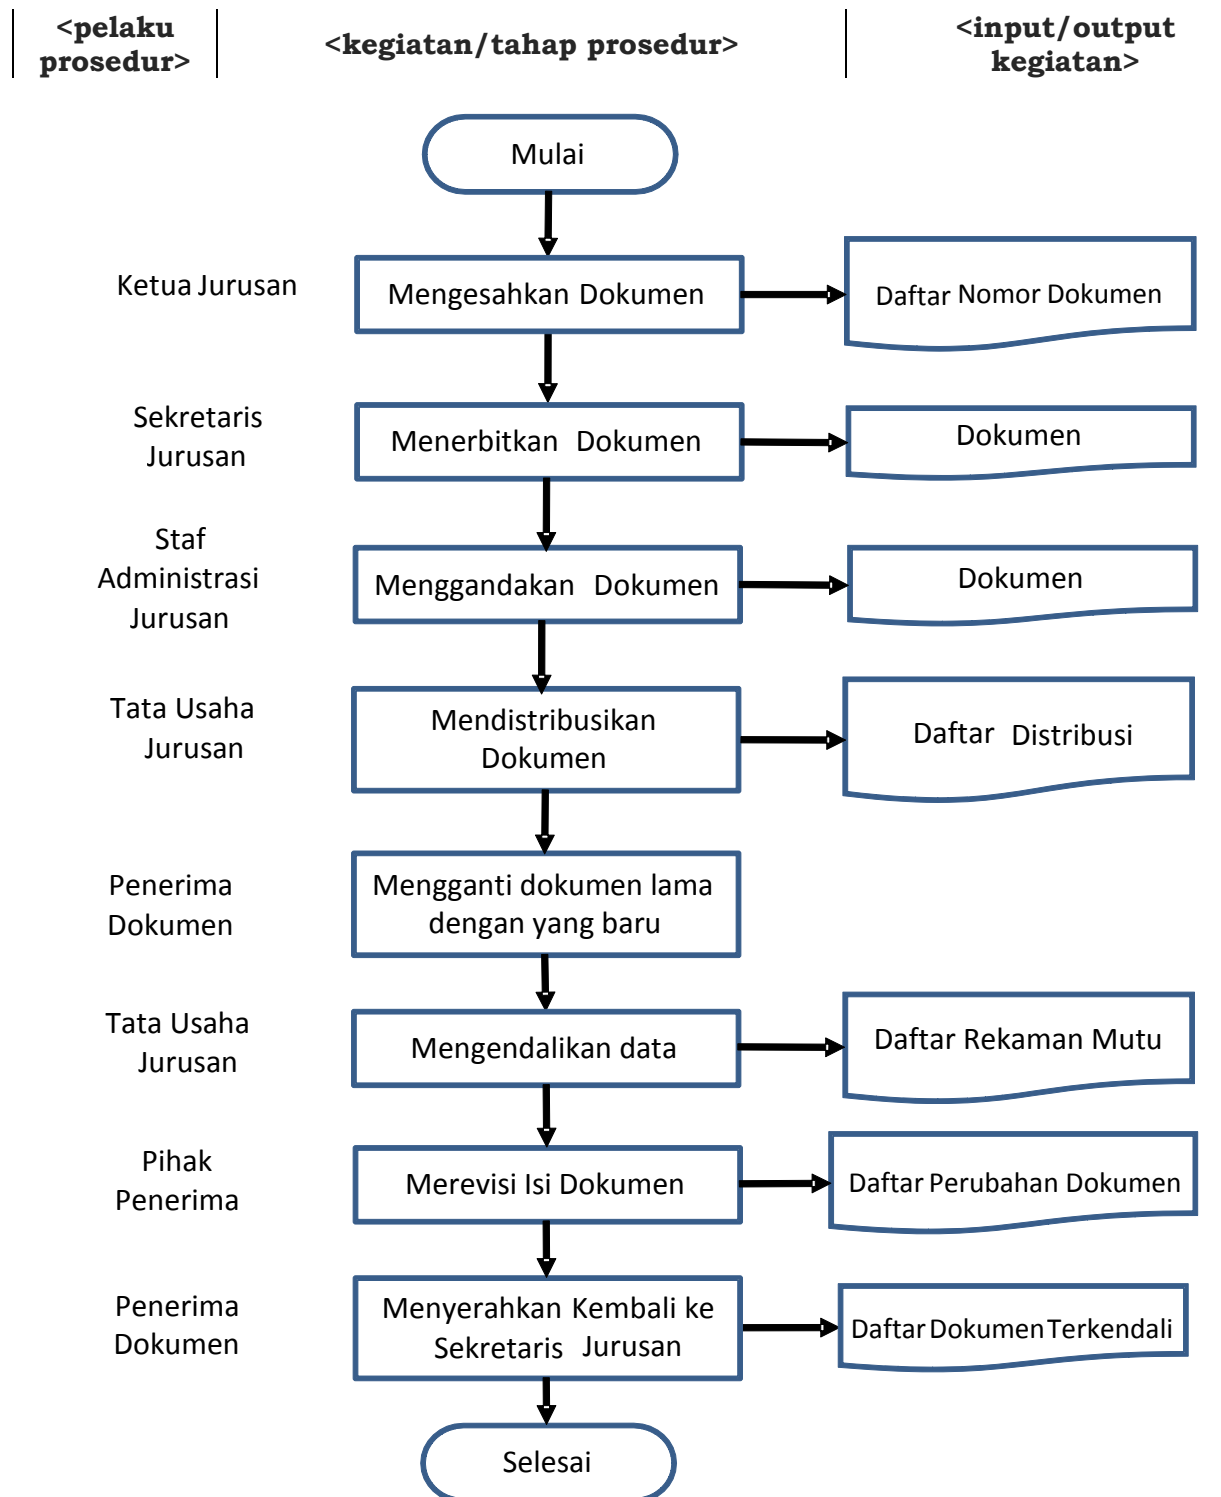 <pelaku
prosedur>
<kegiatan/tahap prosedur>
<input/output
kegiatan>
Mulai
Ketua Jurusan
Mengesahkan Dokumen
Daftar Nomor Dokumen
Sekretaris
Jurusan
Menerbitkan Dokumen
Dokumen
Staf
Administrasi
Jurusan
Menggandakan Dokumen
Dokumen
Tata Usaha
Jurusan
Mendistribusikan
Dokumen
Daftar Distribusi
Penerima
Dokumen
Mengganti dokumen lama
dengan yang baru
Tata Usaha
Jurusan
Mengendalikan data
Daftar Rekaman Mutu
Pihak
Penerima
Merevisi Isi Dokumen
Daftar Perubahan Dokumen
Penerima
Dokumen
Menyerahkan Kembali ke
Sekretaris Jurusan
Daftar Dokumen Terkendali
Selesai